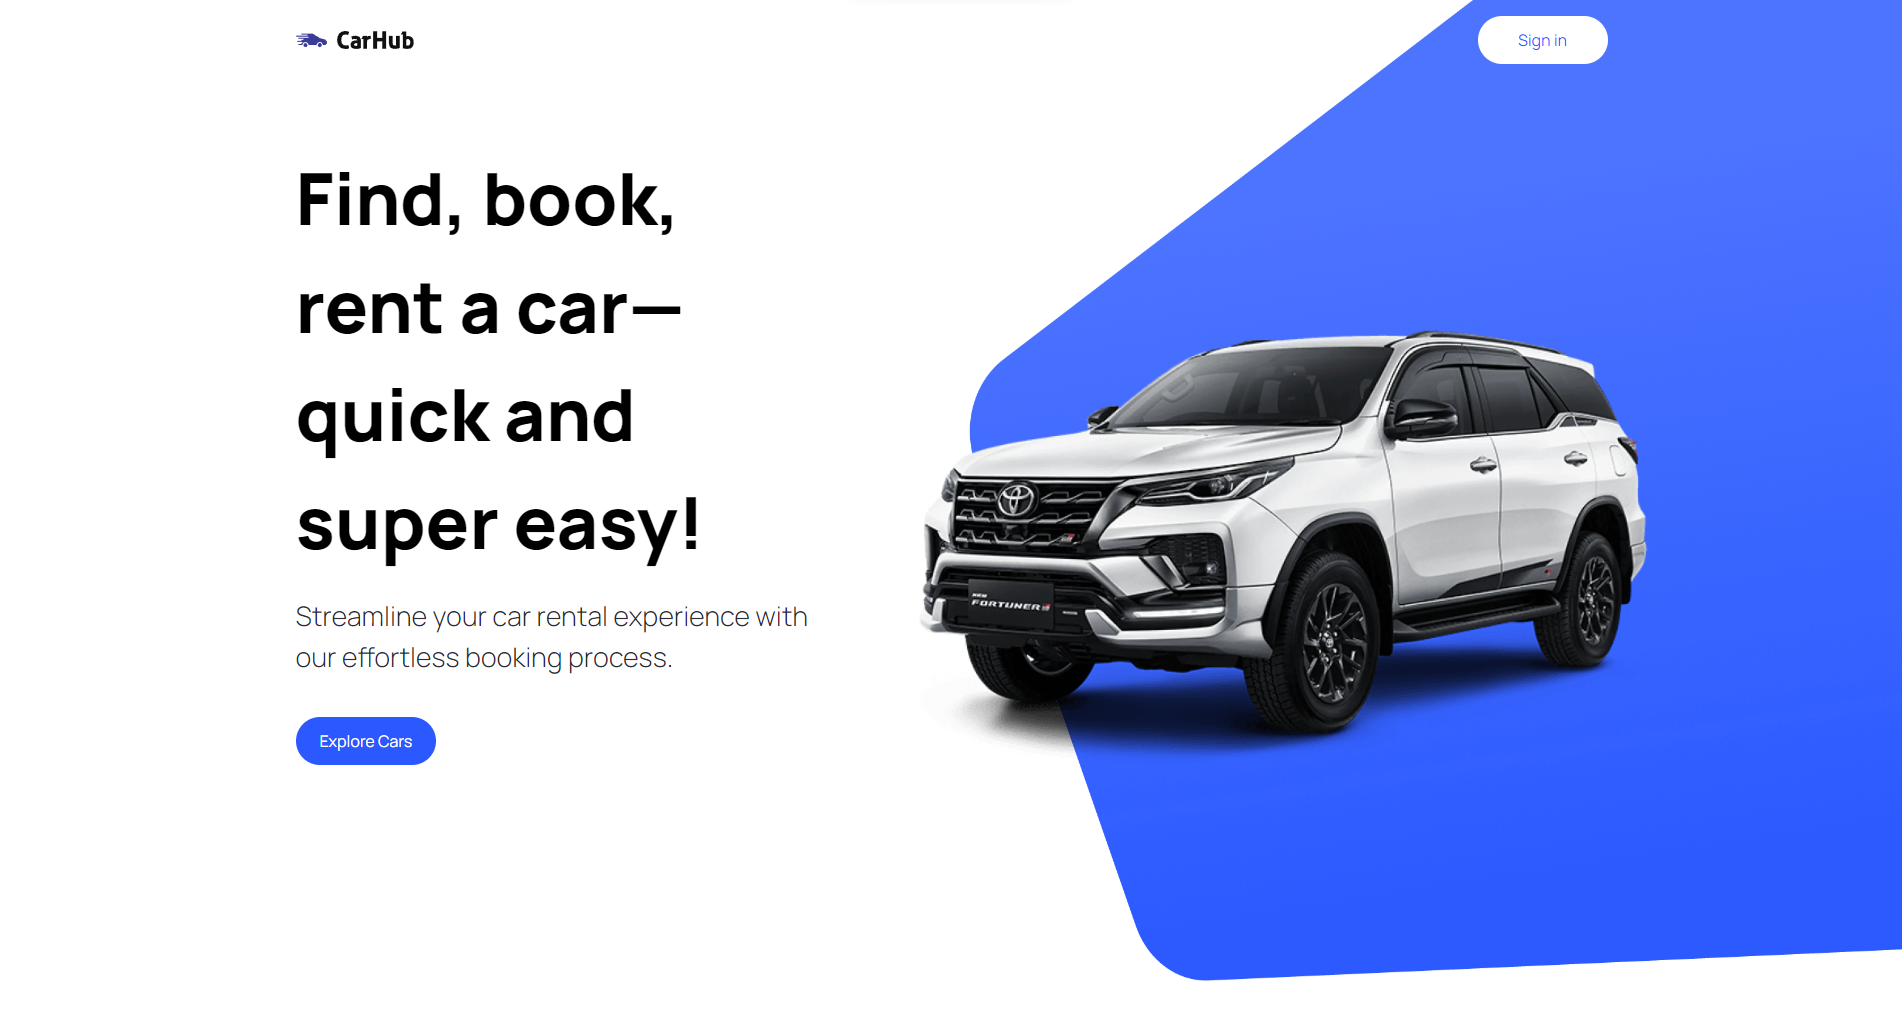 CarHub
Sign in
Find, book,
rent a car—
quick and
super easy!
Streamline your car rental experience with
our effortless booking process.
Explore Cars
NEW
FORTUNER